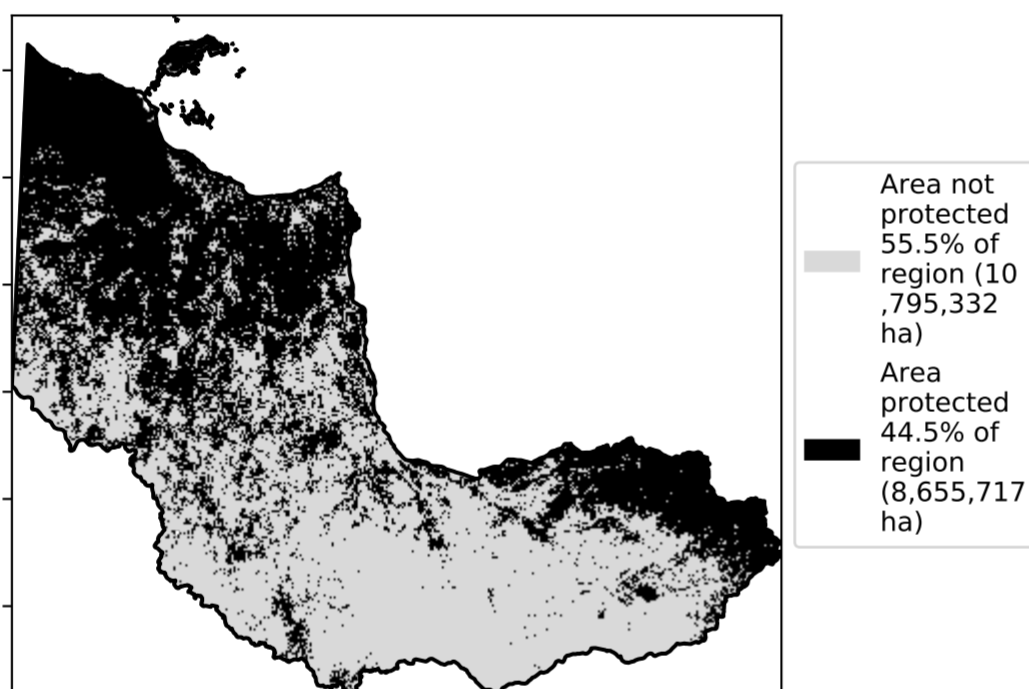 Area not
protected
55.5% of
region (10
,795,332
ha)
Area
protected
44.5% of
region
(8,655,717
ha)